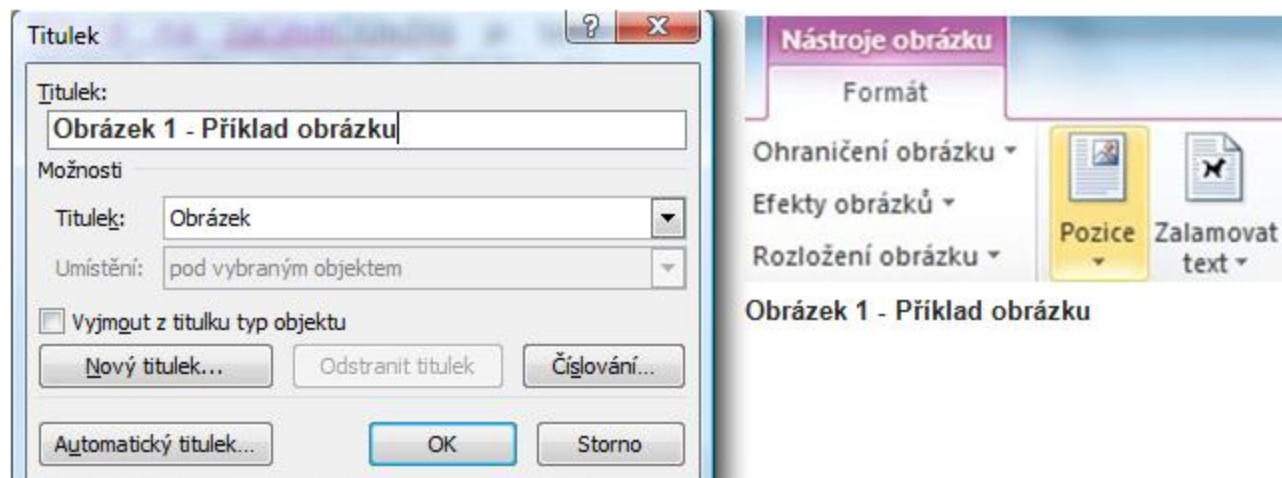 Titulek
Titulek:
Obrázek 1 - Příklad obrázku
Možnosti
Titulek: Obrázek
Umístění: pod vybraným objektem
Vyjmout z titulku typ objektu
Nový titulek... Odstranit titulek Číslování...
Automatický titulek... OK Storno
Nástroje obrázku
Formát
Ohraničení obrázku
Efekty obrázků
Rozložení obrázku
Pozice
Zalamovat
text
Obrázek 1 - Příklad obrázku